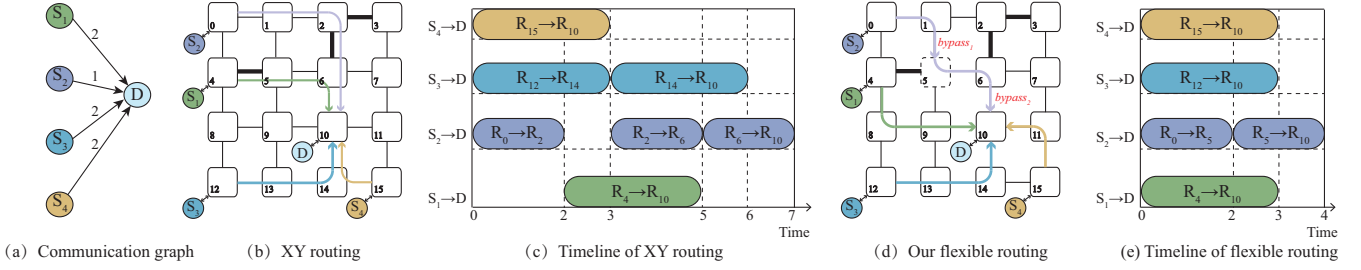 S₁
S₂
S₃
S₄
2
1
2
2
D
(a) Communication graph
0
1
2
3
S₂
4
5
6
7
S₁
8
9
10
11
D
12
13
14
15
S₃
S₄
(b) XY routing
S₄→D
R₁₅→R₁₀
S₃→D
R₁₂→R₁₄
R₁₄→R₁₀
S₂→D
R₀→R₂
R₂→R₆
R₆→R₁₀
S₁→D
R₄→R₁₀
0 2 3 5 6 7
Time
(c) Timeline of XY routing
0
1
2
3
S₂
bypass₁
4
5
6
7
S₁
bypass₂
8
9
10
11
D
12
13
14
15
S₃
S₄
(d) Our flexible routing
S₄→D
R₁₅→R₁₀
S₃→D
R₁₂→R₁₀
S₂→D
R₀→R₅
R₅→R₁₀
S₁→D
R₄→R₁₀
0 2 3 4
Time
(e) Timeline of flexible routing